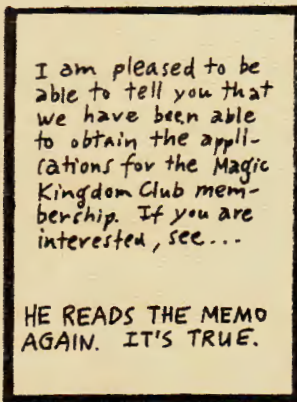 I am pleased to be
able to tell you that
we have been able
to obtain the appli-
cations for the Magic
Kingdom Club mem-
bership. If you are
interested, see...
HE READS THE MEMO
AGAIN. IT'S TRUE.